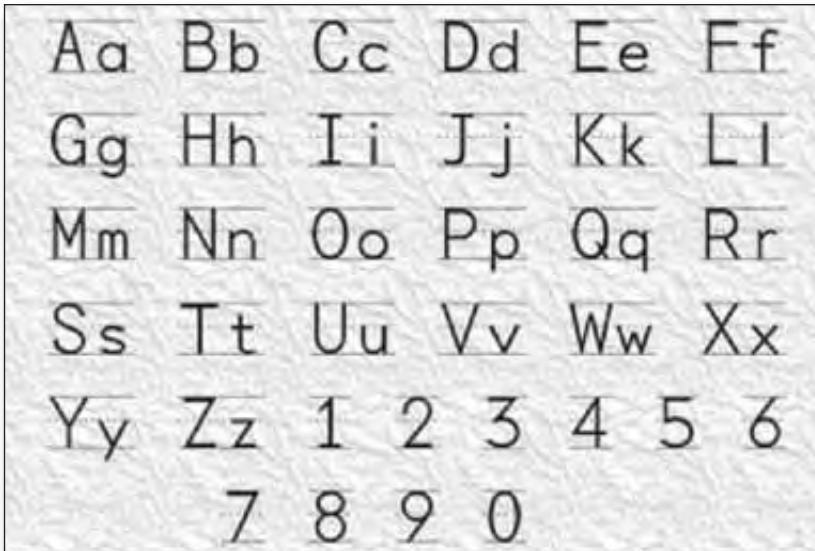 Aa Bb Cc Dd Ee Ff
Gg Hh Ii Jj Kk Ll
Mm Nn Oo Pp Qq Rr
Ss Tt Uu Vv Ww Xx
Yy Zz 1 2 3 4 5 6
7 8 9 0